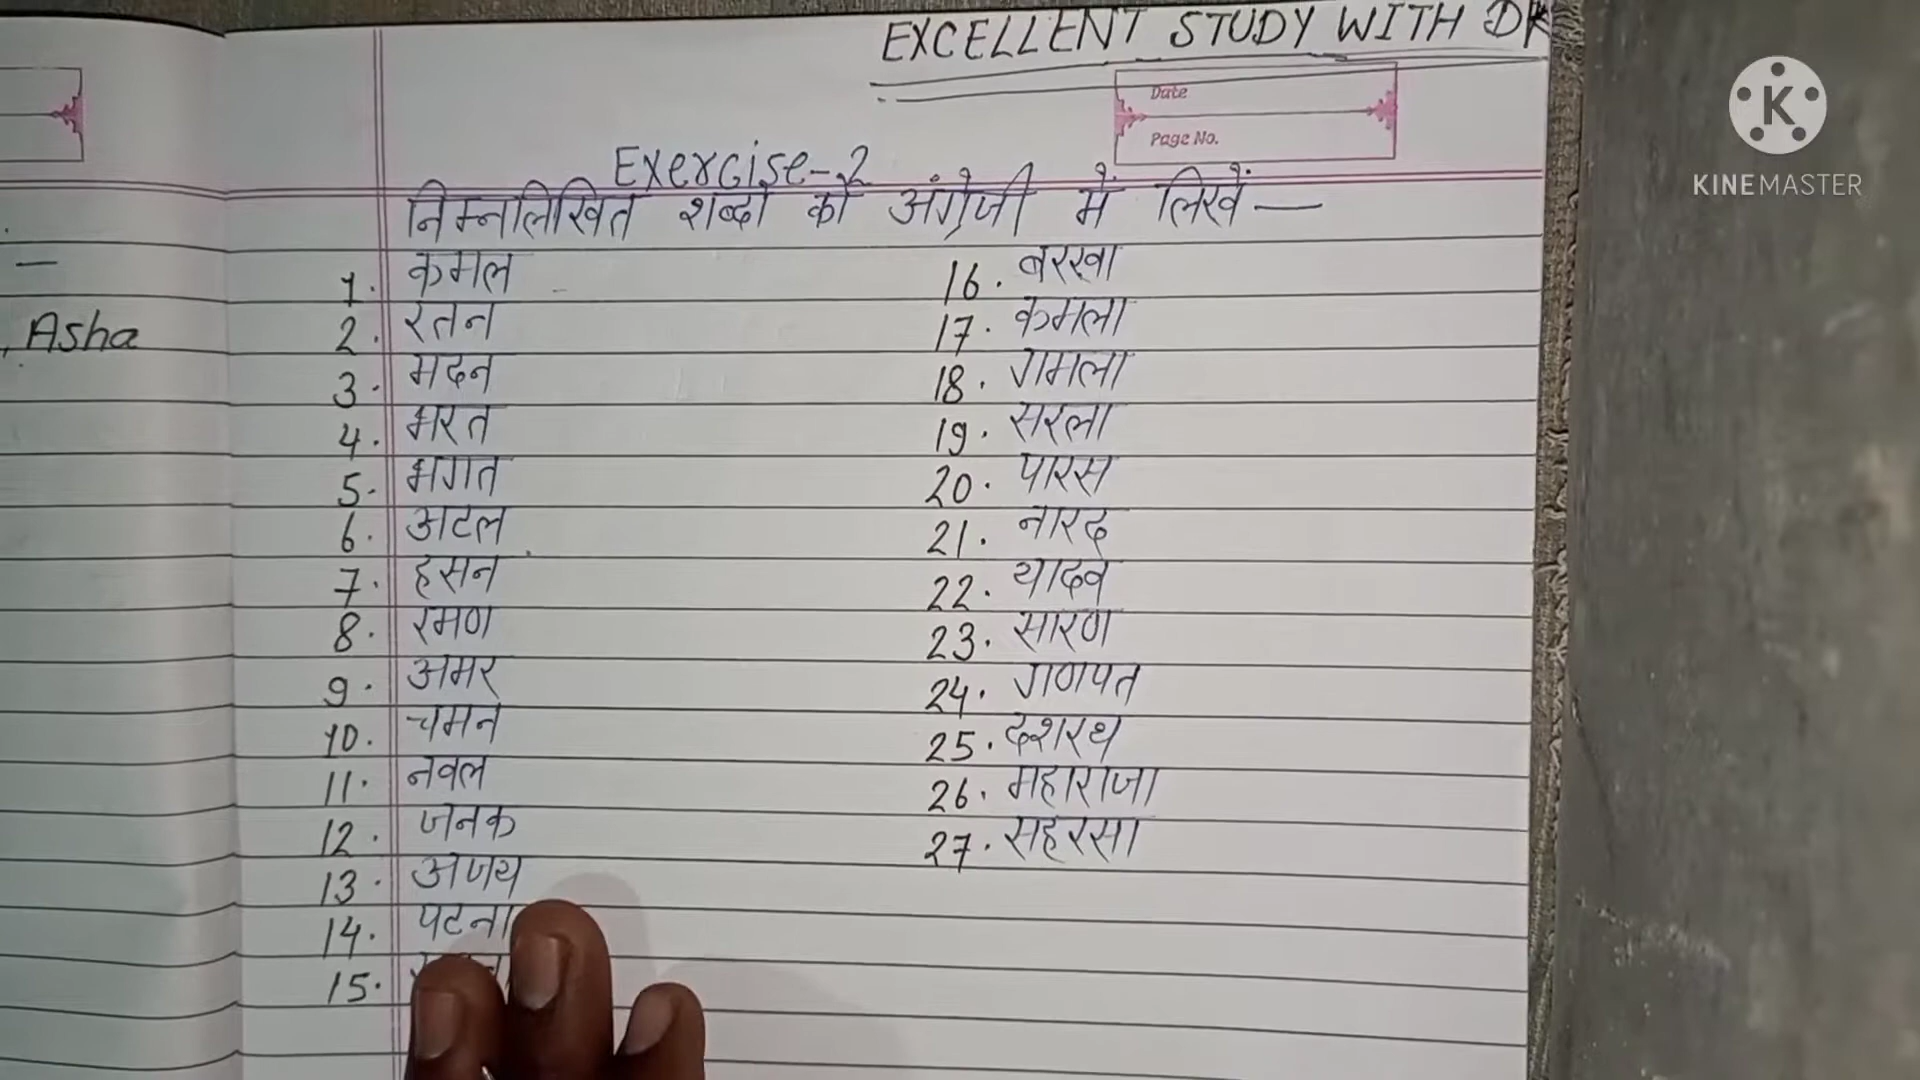 EXCELLENT STUDY WITH DK
Date
Page No.
KINEMASTER
Exercise-2
निम्नलिखित शब्दों को अंग्रेजी में लिखें —
, Asha
1. कमल
2. रतन
3. मदन
4. भरत
5. भगत
6. अटल
7. हसन
8. रमण
9. अमर
10. चमन
11. नवल
12. जनक
13. अजय
14. पटना
15.
16. बरखा
17. कमला
18. गमला
19. सरला
20. पारस
21. नारद
22. यादव
23. सारण
24. गणपत
25. दशरथ
26. महाराजा
27. सहरसा